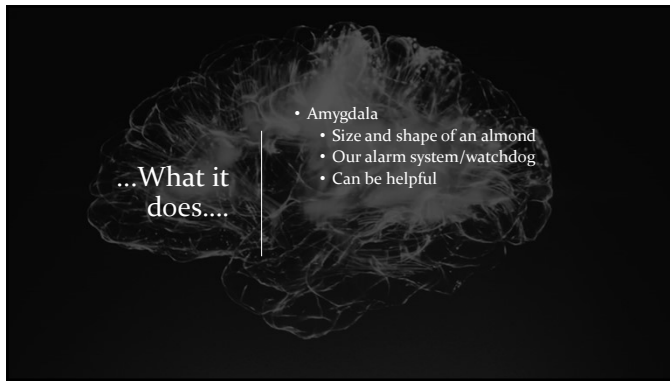 ...What it
does....
• Amygdala
• Size and shape of an almond
• Our alarm system/watchdog
• Can be helpful